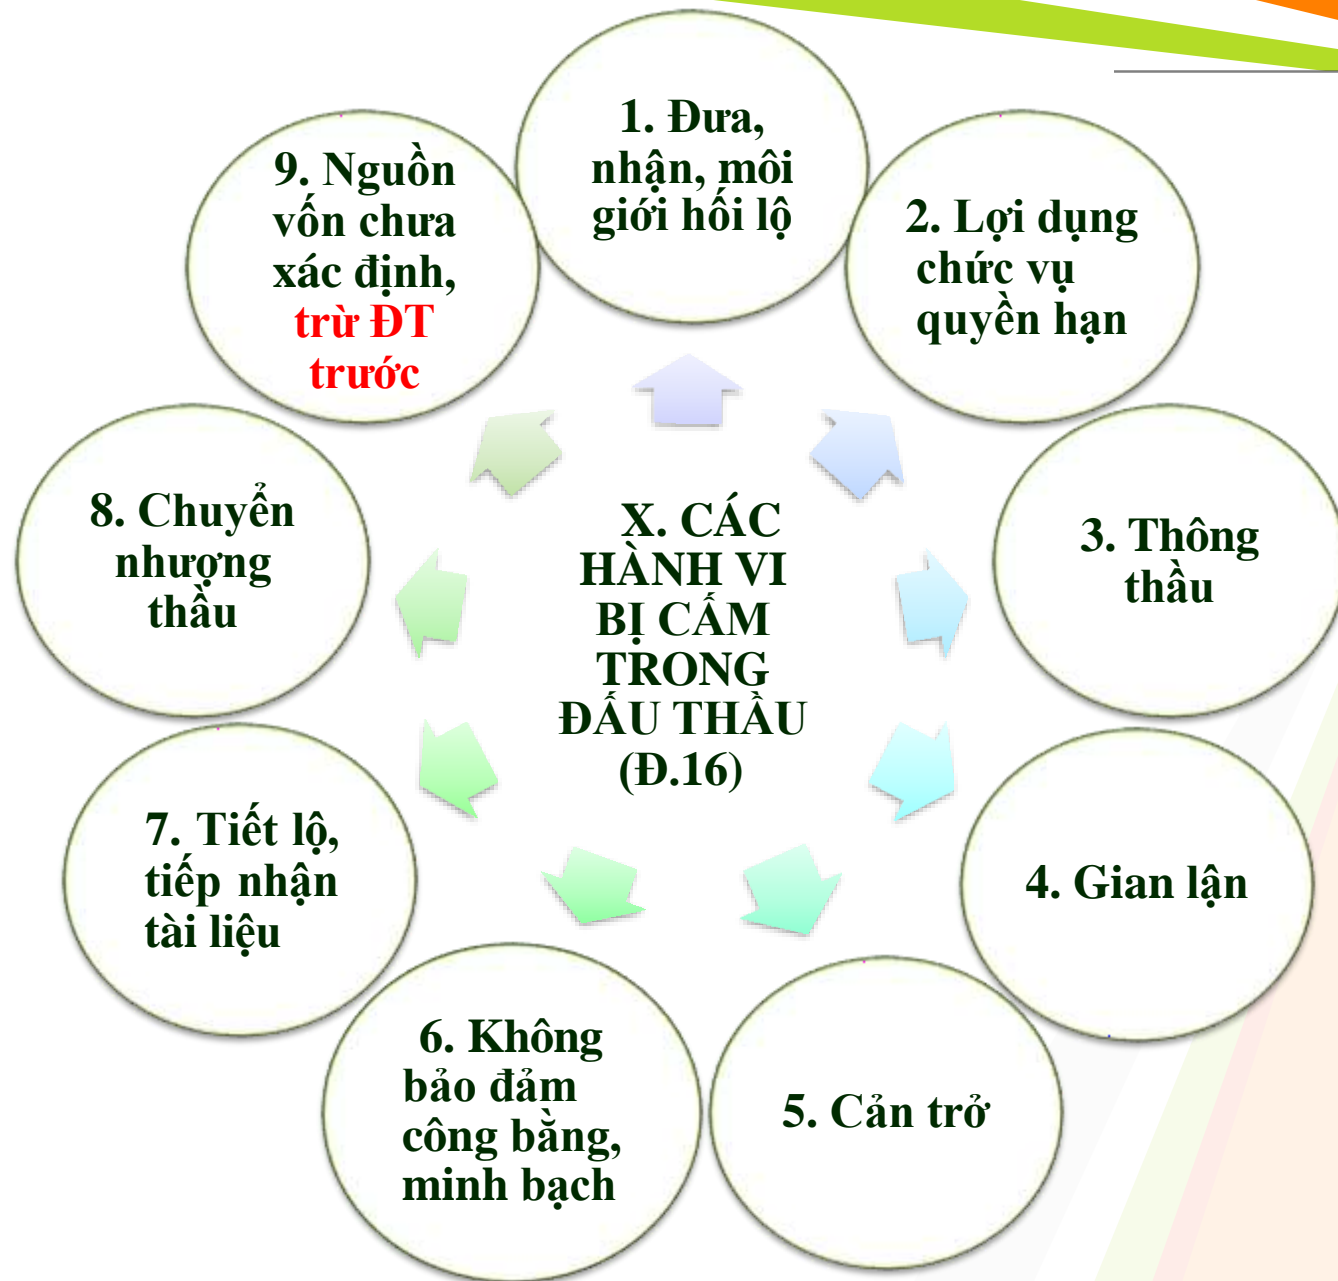 X. CÁC
HÀNH VI
BỊ CẤM
TRONG
ĐẤU THẦU
(Đ.16)
1. Đưa,
nhận, môi
giới hối lộ
2. Lợi dụng
chức vụ
quyền hạn
3. Thông
thầu
4. Gian lận
5. Cản trở
6. Không
bảo đảm
công bằng,
minh bạch
7. Tiết lộ,
tiếp nhận
tài liệu
8. Chuyển
nhượng
thầu
9. Nguồn
vốn chưa
xác định,
trừ ĐT
trước